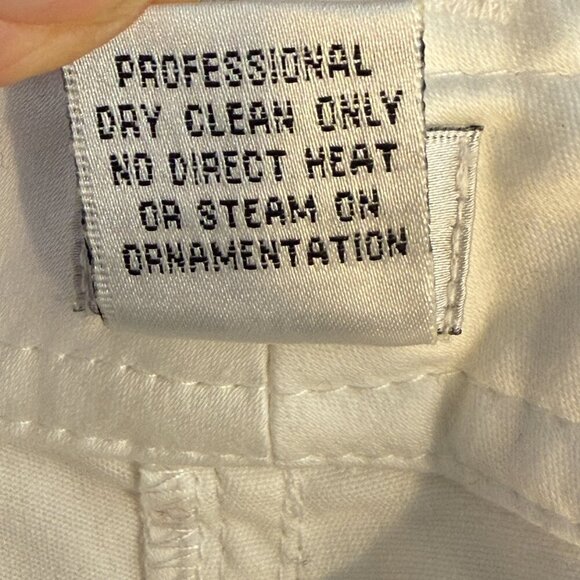 PROFESSIONAL
DRY CLEAN ONLY
NO DIRECT HEAT
OR STEAM ON
ORNAMENTATION